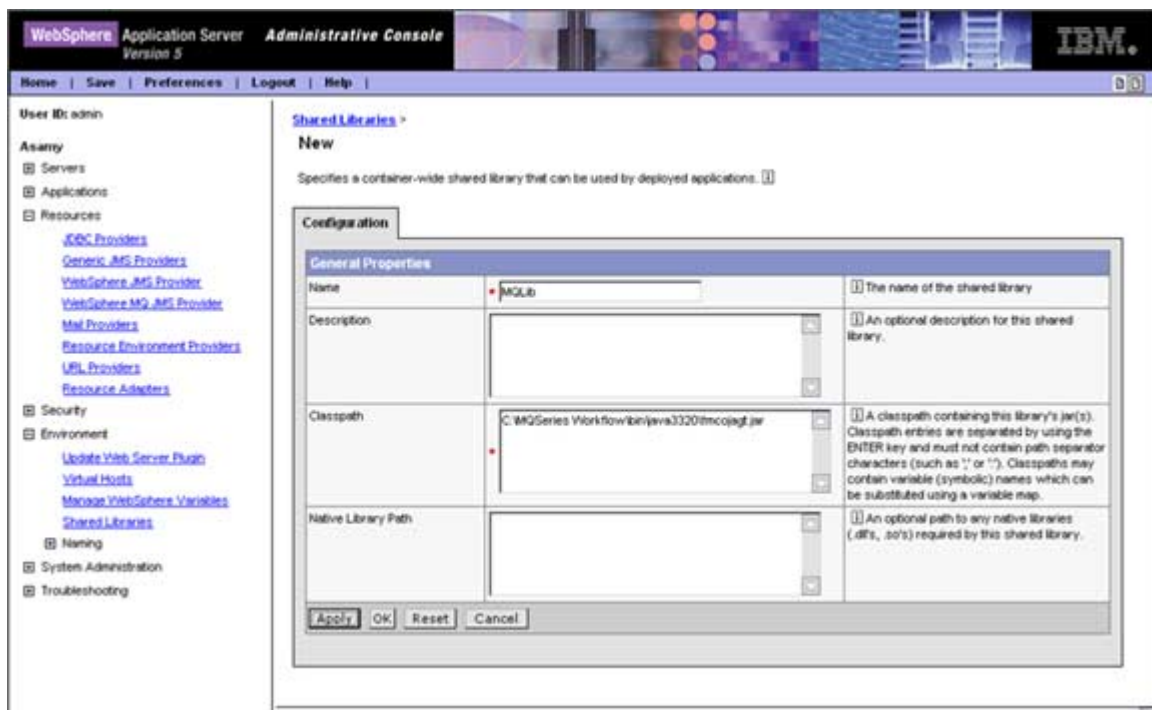 WebSphere Application Server Administrative Console
Version 5
IBM.
Home | Save | Preferences | Logout | Help |
User ID: admin
Asamy
Servers
Applications
Resources
JDBC Providers
Generic JMS Providers
WebSphere JMS Provider
WebSphere MQ JMS Provider
Mail Providers
Resource Environment Providers
URL Providers
Resource Adapters
Security
Environment
Update Web Server Plugin
Virtual Hosts
Manage WebSphere Variables
Shared Libraries
Naming
System Administration
Troubleshooting
Shared Libraries >
New
Specifies a container-wide shared library that can be used by deployed applications.
Configuration
General Properties
Name
* MQLib
The name of the shared library
Description
An optional description for this shared
library.
Classpath
* C:\MQSeries Workflow\bin\java3320\fmcojagt.jar
A classpath containing this library's jar(s).
Classpath entries are separated by using the
ENTER key and must not contain path separator
characters (such as ';' or ':'). Classpaths may
contain variable (symbolic) names which can
be substituted using a variable map.
Native Library Path
An optional path to any native libraries
(.dll's, .so's) required by this shared library.
Apply OK Reset Cancel